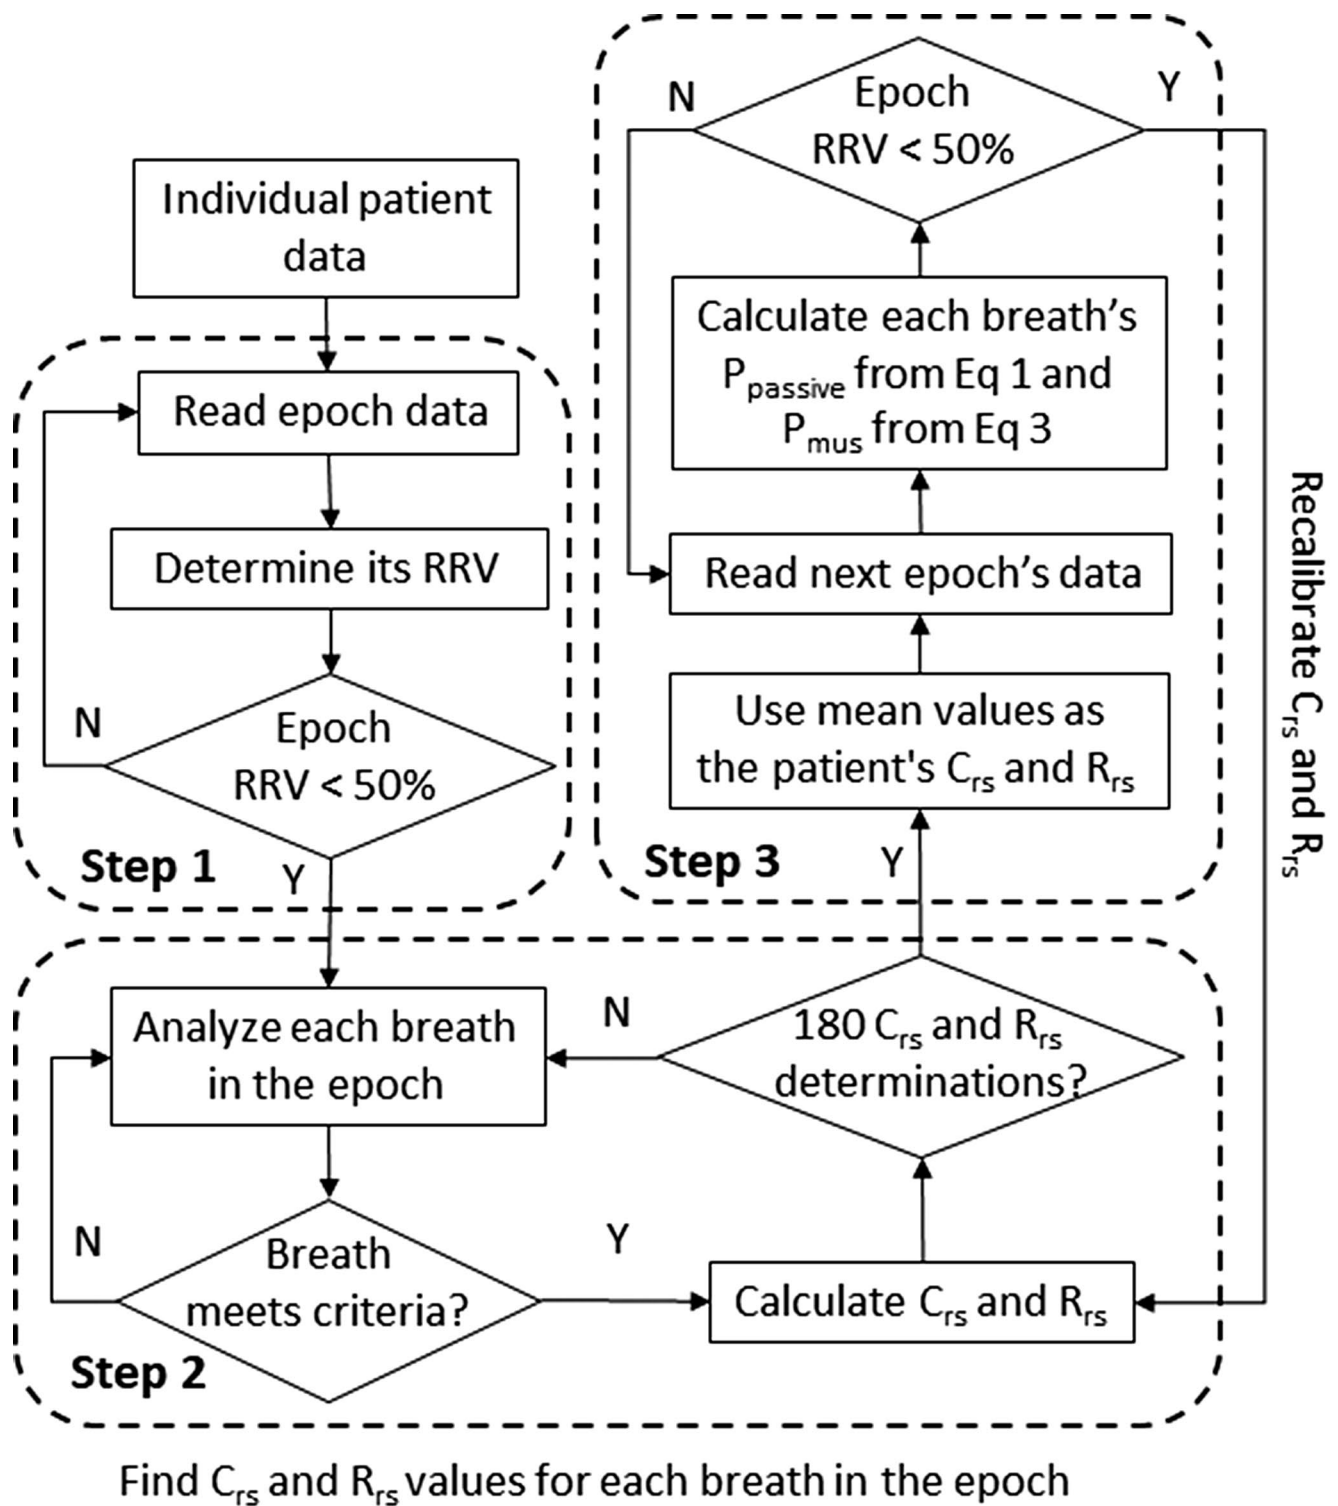 Individual patient
data
Read epoch data
Determine its RRV
N
Epoch
RRV < 50%
Step 1
Y
Analyze each breath
in the epoch
N
Breath
meets criteria?
Y
Step 2
Calculate Crs and Rrs
180 Crs and Rrs
determinations?
N
Y
Step 3
Use mean values as
the patient's Crs and Rrs
Read next epoch’s data
Calculate each breath’s
Ppassive from Eq 1 and
Pmus from Eq 3
Epoch
RRV < 50%
N
Y
Recalibrate Crs and Rrs
Find Crs and Rrs values for each breath in the epoch